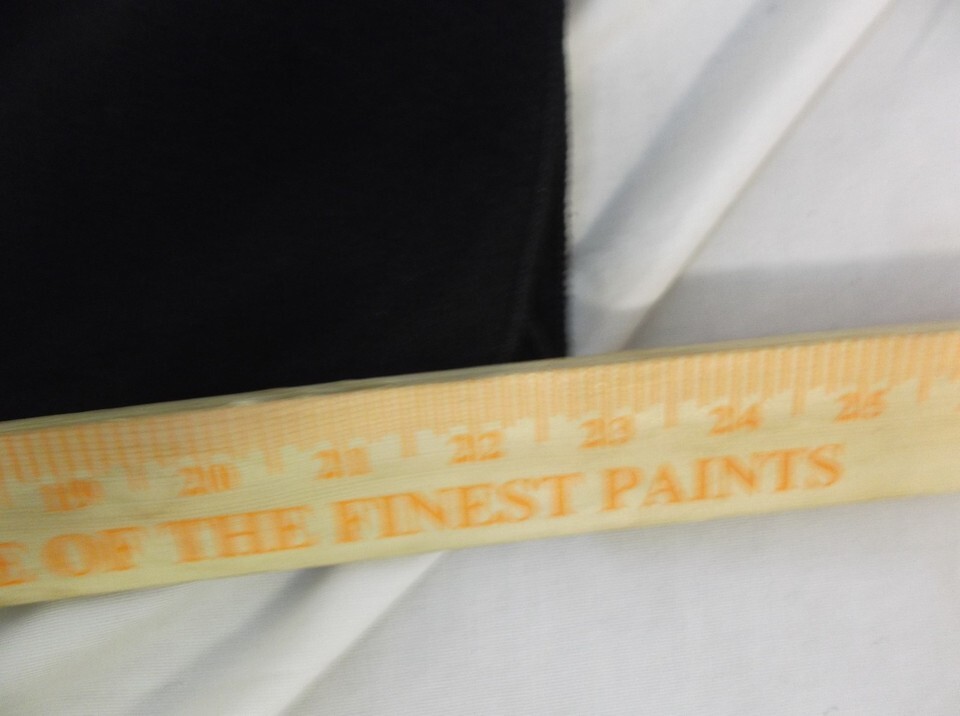 19 20 21 22 23 24 25
E OF THE FINEST PAINTS